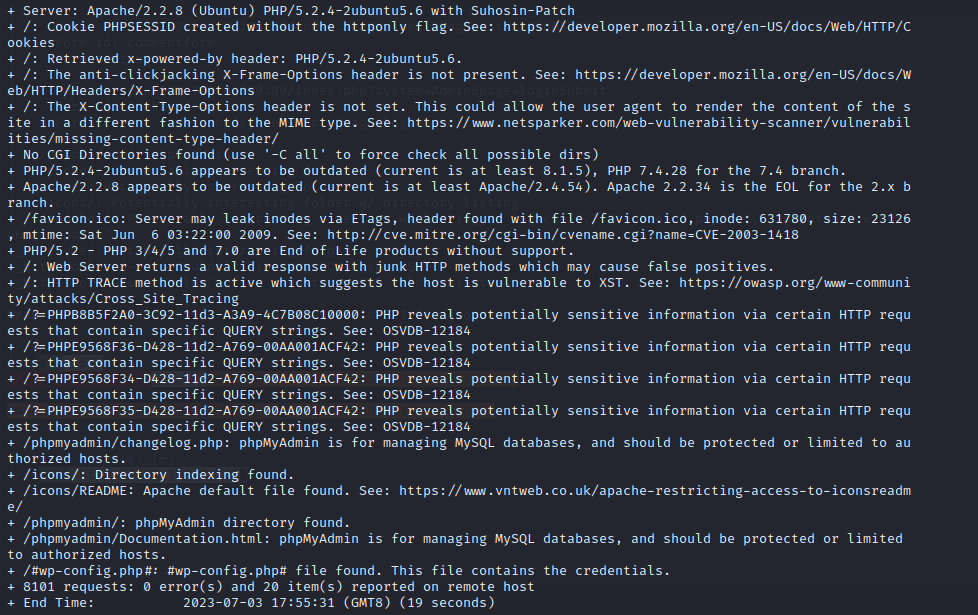 + Server: Apache/2.2.8 (Ubuntu) PHP/5.2.4-2ubuntu5.6 with Suhosin-Patch
+ /: Cookie PHPSESSID created without the httponly flag. See: https://developer.mozilla.org/en-US/docs/Web/HTTP/C
ookies
+ /: Retrieved x-powered-by header: PHP/5.2.4-2ubuntu5.6.
+ /: The anti-clickjacking X-Frame-Options header is not present. See: https://developer.mozilla.org/en-US/docs/W
eb/HTTP/Headers/X-Frame-Options
+ /: The X-Content-Type-Options header is not set. This could allow the user agent to render the content of the s
ite in a different fashion to the MIME type. See: https://www.netsparker.com/web-vulnerability-scanner/vulnerabil
ities/missing-content-type-header/
+ No CGI Directories found (use '-C all' to force check all possible dirs)
+ PHP/5.2.4-2ubuntu5.6 appears to be outdated (current is at least 8.1.5), PHP 7.4.28 for the 7.4 branch.
+ Apache/2.2.8 appears to be outdated (current is at least Apache/2.4.54). Apache 2.2.34 is the EOL for the 2.x b
ranch.
+ /favicon.ico: Server may leak inodes via ETags, header found with file /favicon.ico, inode: 631780, size: 23126
, mtime: Sat Jun  6 03:22:00 2009. See: http://cve.mitre.org/cgi-bin/cvename.cgi?name=CVE-2003-1418
+ PHP/5.2 - PHP 3/4/5 and 7.0 are End of Life products without support.
+ /: Web Server returns a valid response with junk HTTP methods which may cause false positives.
+ /: HTTP TRACE method is active which suggests the host is vulnerable to XST. See: https://owasp.org/www-communi
ty/attacks/Cross_Site_Tracing
+ /?=PHPB8B5F2A0-3C92-11d3-A3A9-4C7B08C10000: PHP reveals potentially sensitive information via certain HTTP requ
ests that contain specific QUERY strings. See: OSVDB-12184
+ /?=PHPE9568F36-D428-11d2-A769-00AA001ACF42: PHP reveals potentially sensitive information via certain HTTP requ
ests that contain specific QUERY strings. See: OSVDB-12184
+ /?=PHPE9568F34-D428-11d2-A769-00AA001ACF42: PHP reveals potentially sensitive information via certain HTTP requ
ests that contain specific QUERY strings. See: OSVDB-12184
+ /?=PHPE9568F35-D428-11d2-A769-00AA001ACF42: PHP reveals potentially sensitive information via certain HTTP requ
ests that contain specific QUERY strings. See: OSVDB-12184
+ /phpmyadmin/changelog.php: phpMyAdmin is for managing MySQL databases, and should be protected or limited to au
thorized hosts.
+ /icons/: Directory indexing found.
+ /icons/README: Apache default file found. See: https://www.vntweb.co.uk/apache-restricting-access-to-iconsreadm
e/
+ /phpmyadmin/: phpMyAdmin directory found.
+ /phpmyadmin/Documentation.html: phpMyAdmin is for managing MySQL databases, and should be protected or limited
to authorized hosts.
+ /#wp-config.php#: #wp-config.php# file found. This file contains the credentials.
+ 8101 requests: 0 error(s) and 20 item(s) reported on remote host
+ End Time:           2023-07-03 17:55:31 (GMT8) (19 seconds)